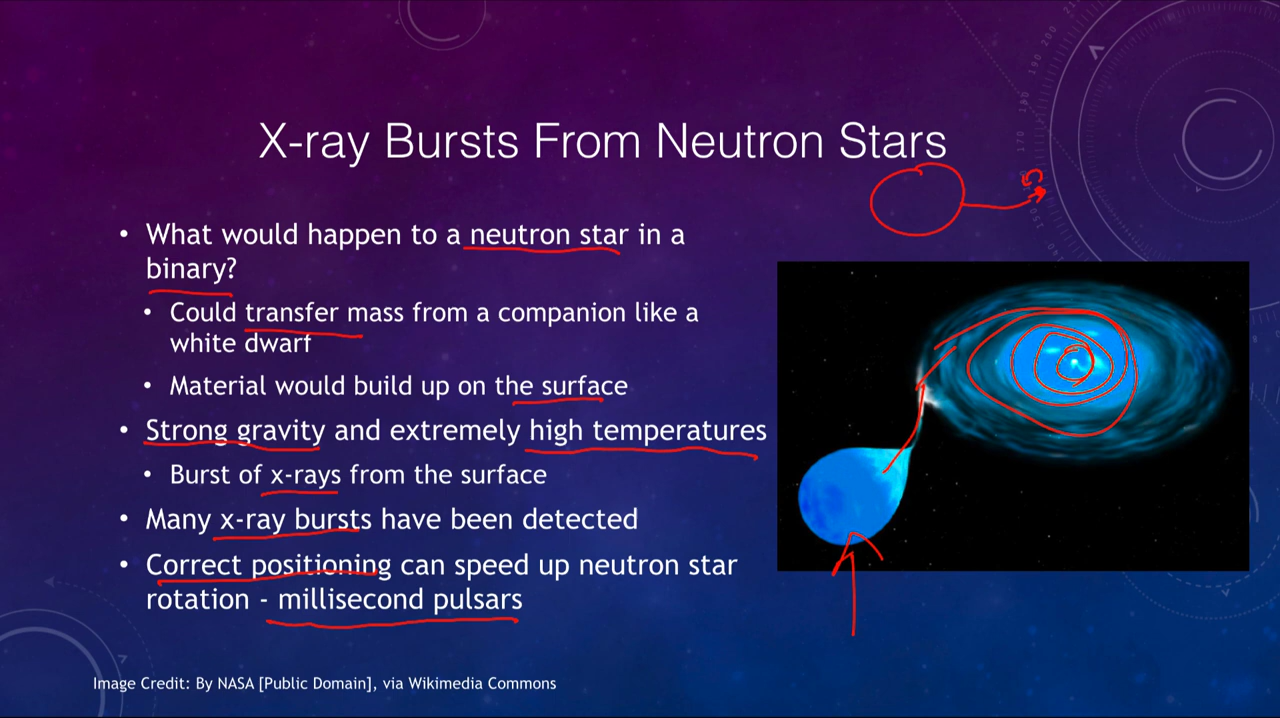 X-ray Bursts From Neutron Stars
• What would happen to a neutron star in a
binary?
• Could transfer mass from a companion like a
white dwarf
• Material would build up on the surface
• Strong gravity and extremely high temperatures
• Burst of x-rays from the surface
• Many x-ray bursts have been detected
• Correct positioning can speed up neutron star
rotation - millisecond pulsars
Image Credit: By NASA [Public Domain], via Wikimedia Commons